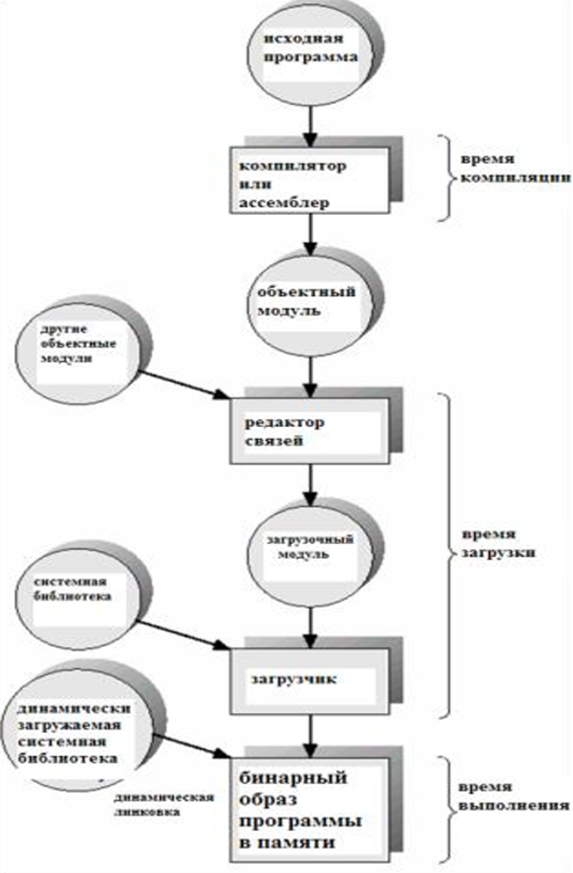 исходная
программа
компилятор
или
ассемблер
время
компиляции
объектный
модуль
другие
объектные
модули
редактор
связей
загрузочный
модуль
время
загрузки
системная
библиотека
загрузчик
динамически
загружаемая
системная
библиотека
динамическая
линковка
бинарный
образ
программы
в памяти
время
выполнения